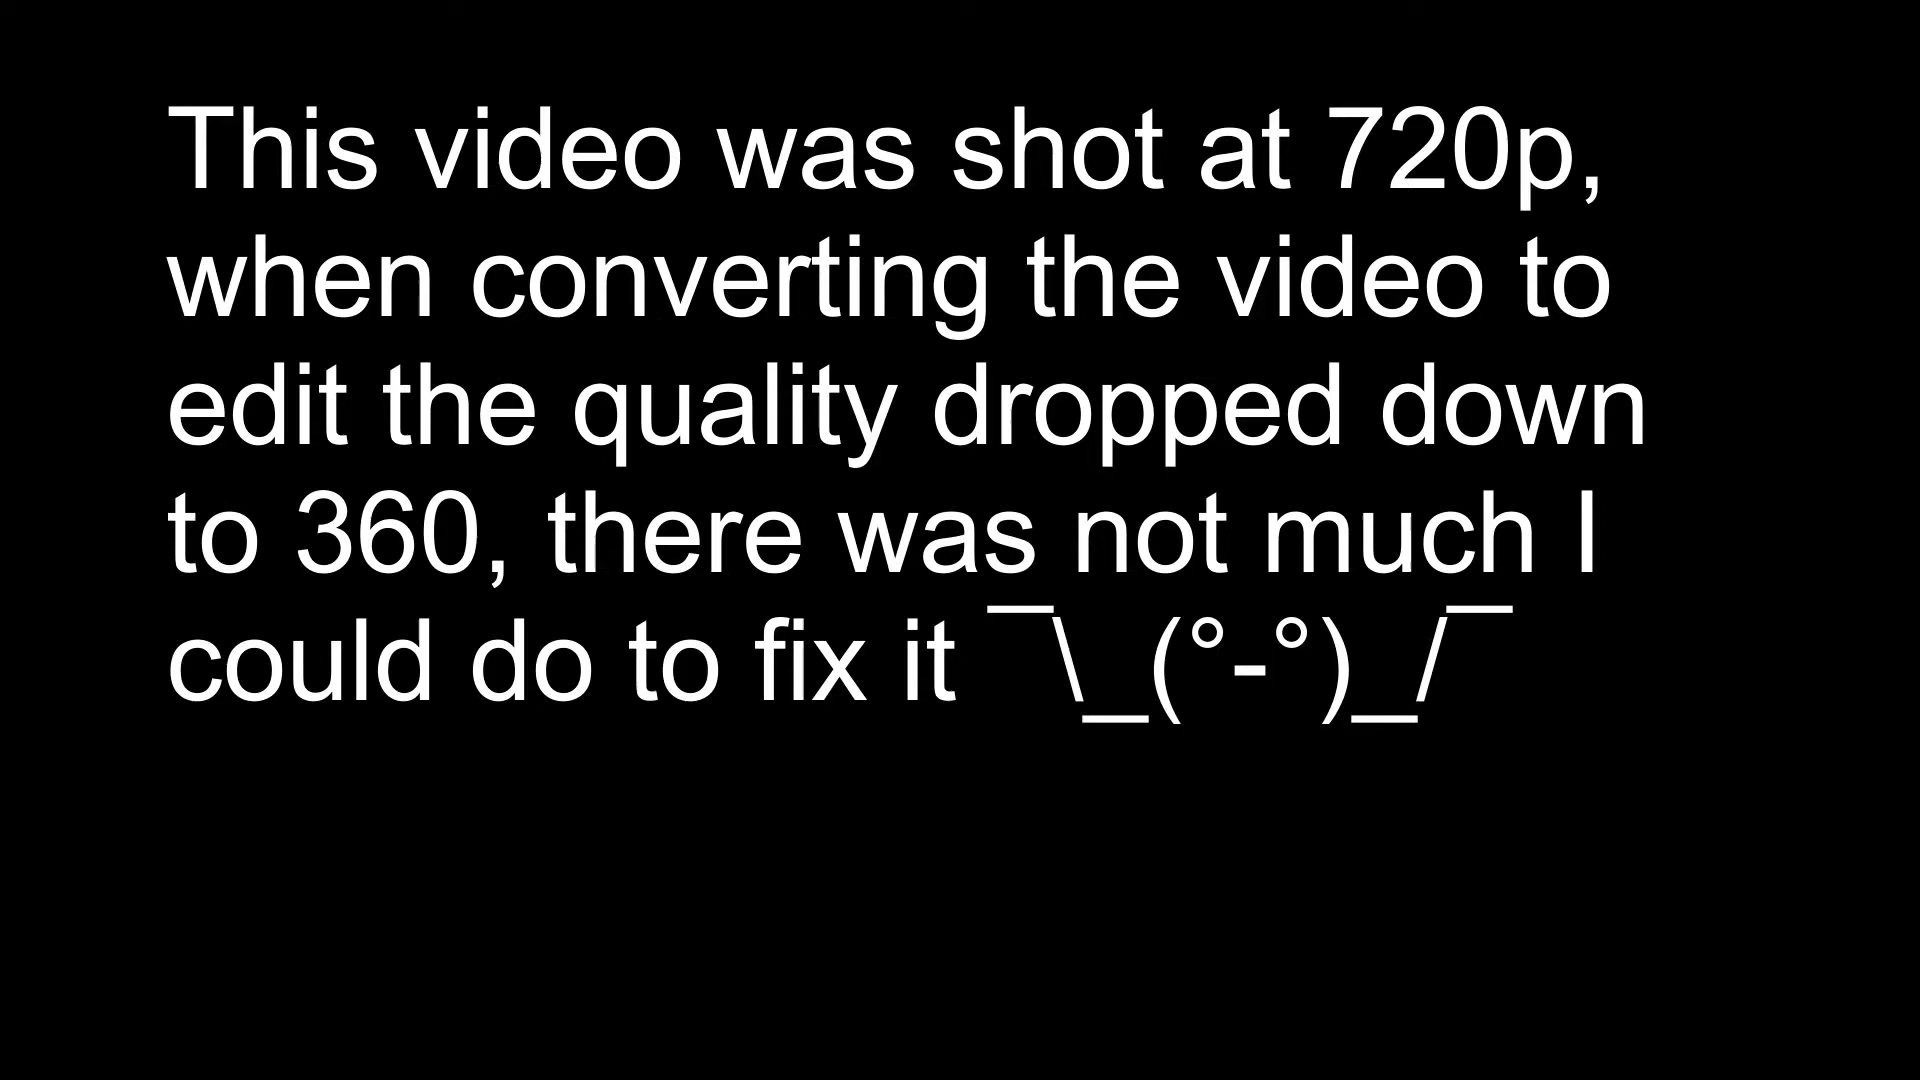 This video was shot at 720p,
when converting the video to
edit the quality dropped down
to 360, there was not much I
could do to fix it ¯\_(°-°)_/¯